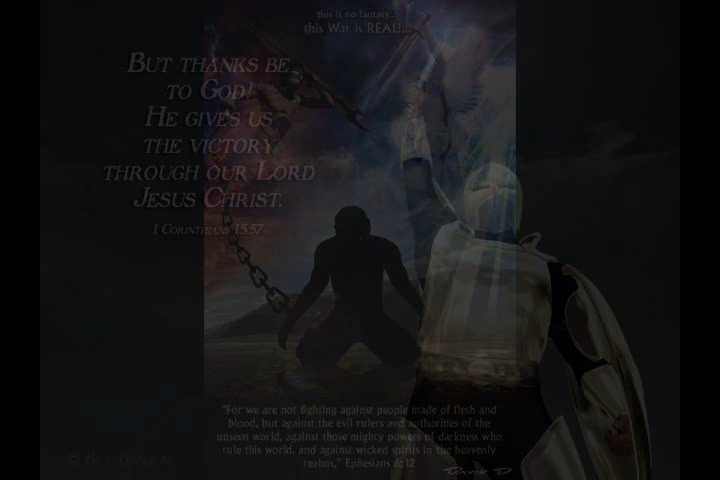 this is no fantasy...
this War is REAL!...
BUT THANKS BE
TO GOD!
HE GIVES US
THE VICTORY
THROUGH OUR LORD
JESUS CHRIST.
1 CORINTHIANS 15:57
"For we are not fighting against people made of flesh and
blood, but against the evil rulers and authorities of the
unseen world, against those mighty powers of darkness who
rule this world, and against wicked spirits in the heavenly
realms," Ephesians 6: 12
DAVID D